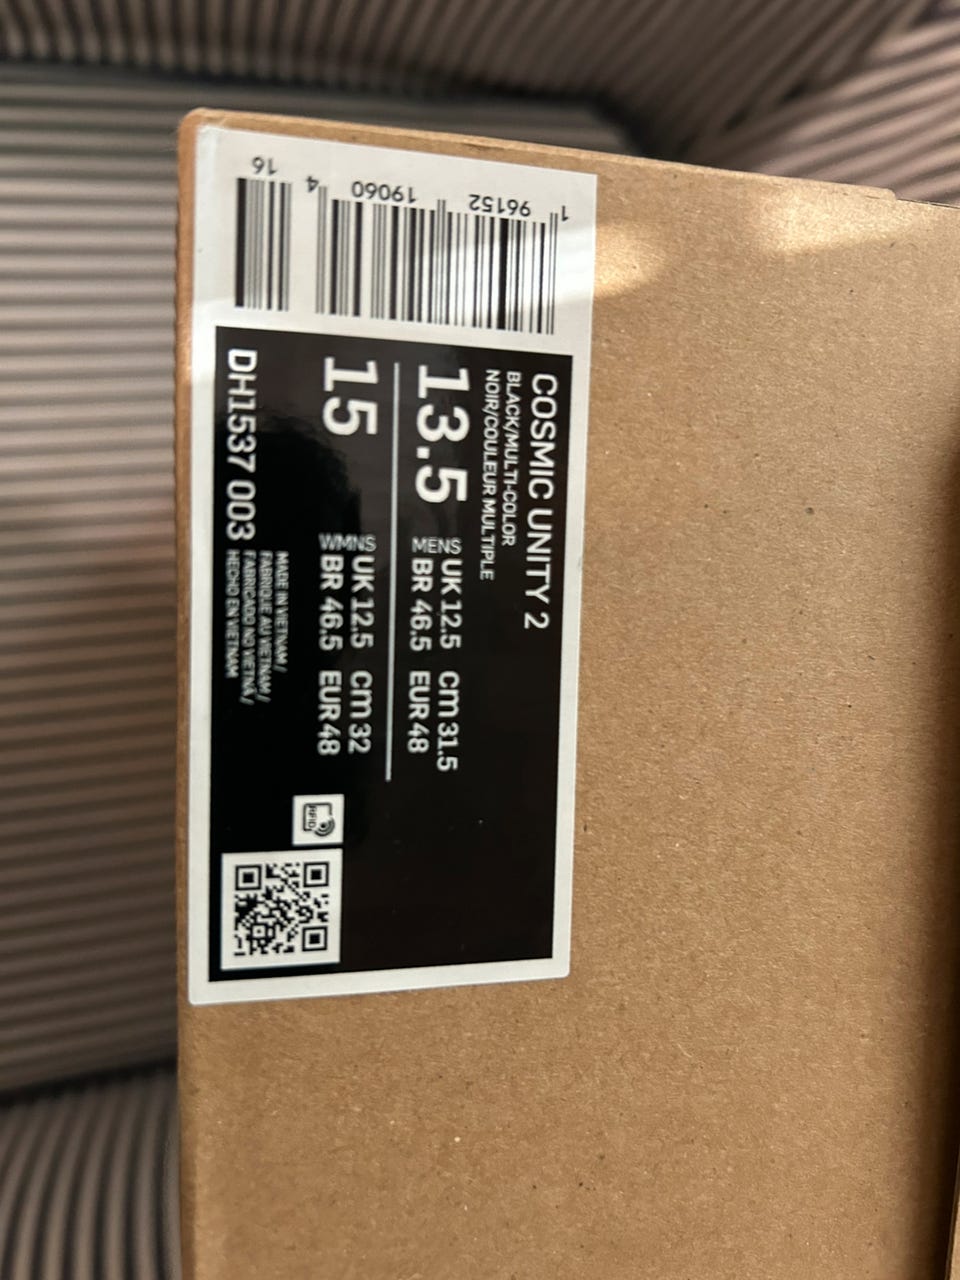 COSMIC UNITY 2
BLACK/MULTI-COLOR
NOIR/COULEUR MULTIPLE
13.5 MENS UK 12.5 cm 31.5
BR 46.5 EUR 48
15 WMNS UK 12.5 cm 32
BR 46.5 EUR 48
DH1537 003
MADE IN VIETNAM /
FABRIQUE AU VIETNAM /
FABRICADO NO VIETNÃ /
HECHO EN VIETNAM
RFID
1 96152 19060 4 16